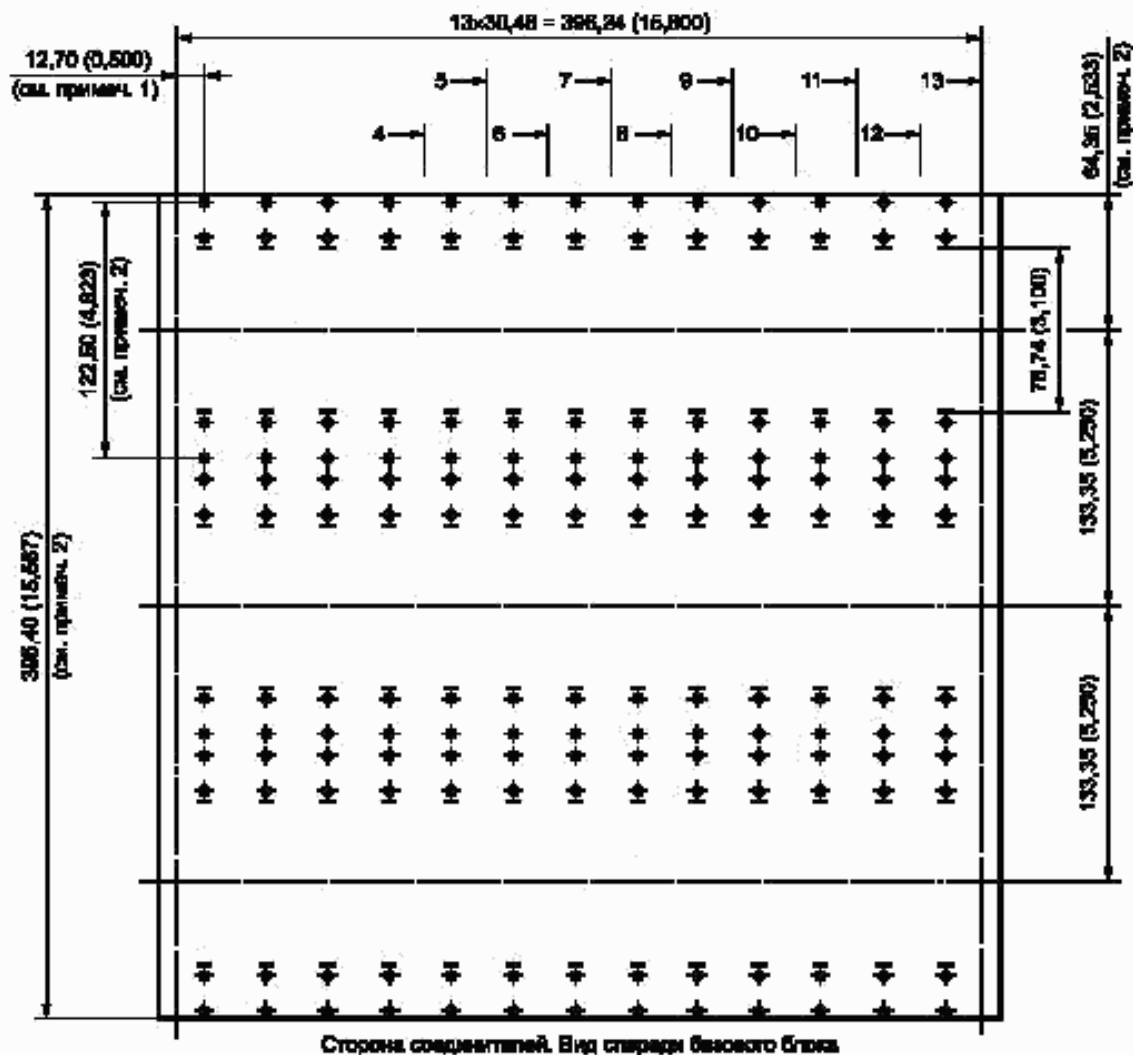 13x30,48 = 396,24 (15,600)
12,70 (0,500)
(см. примеч. 1)
5
7
9
11
13
4
6
8
10
12
64,35 (2,533)
(см. примеч. 2)
122,50 (4,823)
(см. примеч. 2)
78,74 (3,100)
133,35 (5,250)
395,40 (15,567)
(см. примеч. 2)
133,35 (5,250)
Сторона соединителей. Вид спереди базового блока